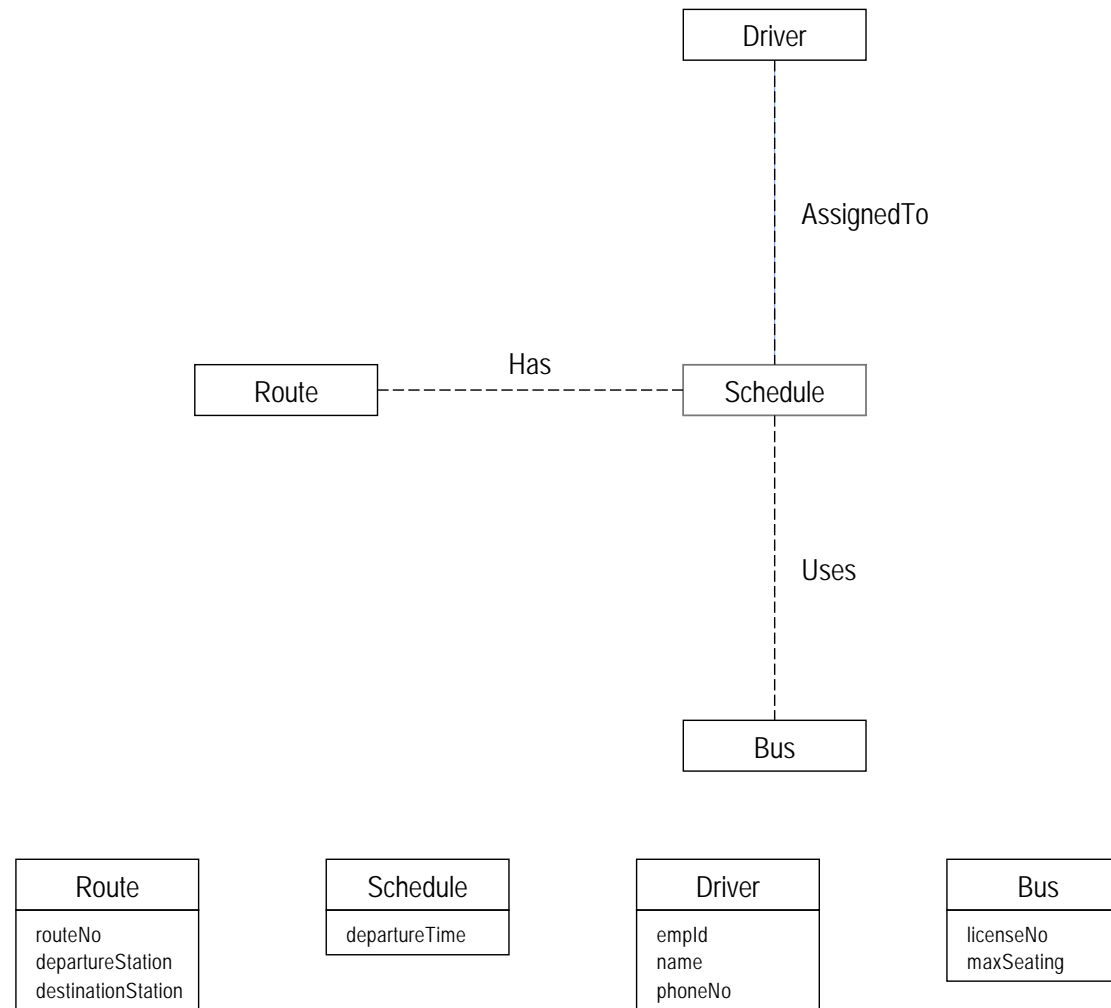 Driver
AssignedTo
Has
Route
Schedule
Uses
Bus
Route
routeNo
departureStation
destinationStation
Schedule
departureTime
Driver
empId
name
phoneNo
Bus
licenseNo
maxSeating